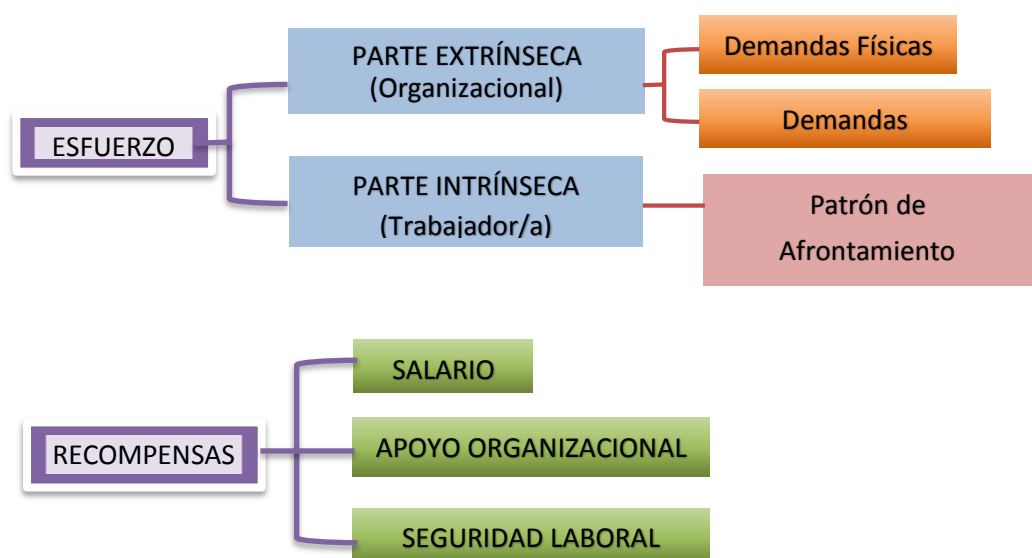 ESFUERZO
PARTE EXTRÍNSECA
(Organizacional)
Demandas Físicas
Demandas
PARTE INTRÍNSECA
(Trabajador/a)
Patrón de
Afrontamiento
RECOMPENSAS
SALARIO
APOYO ORGANIZACIONAL
SEGURIDAD LABORAL